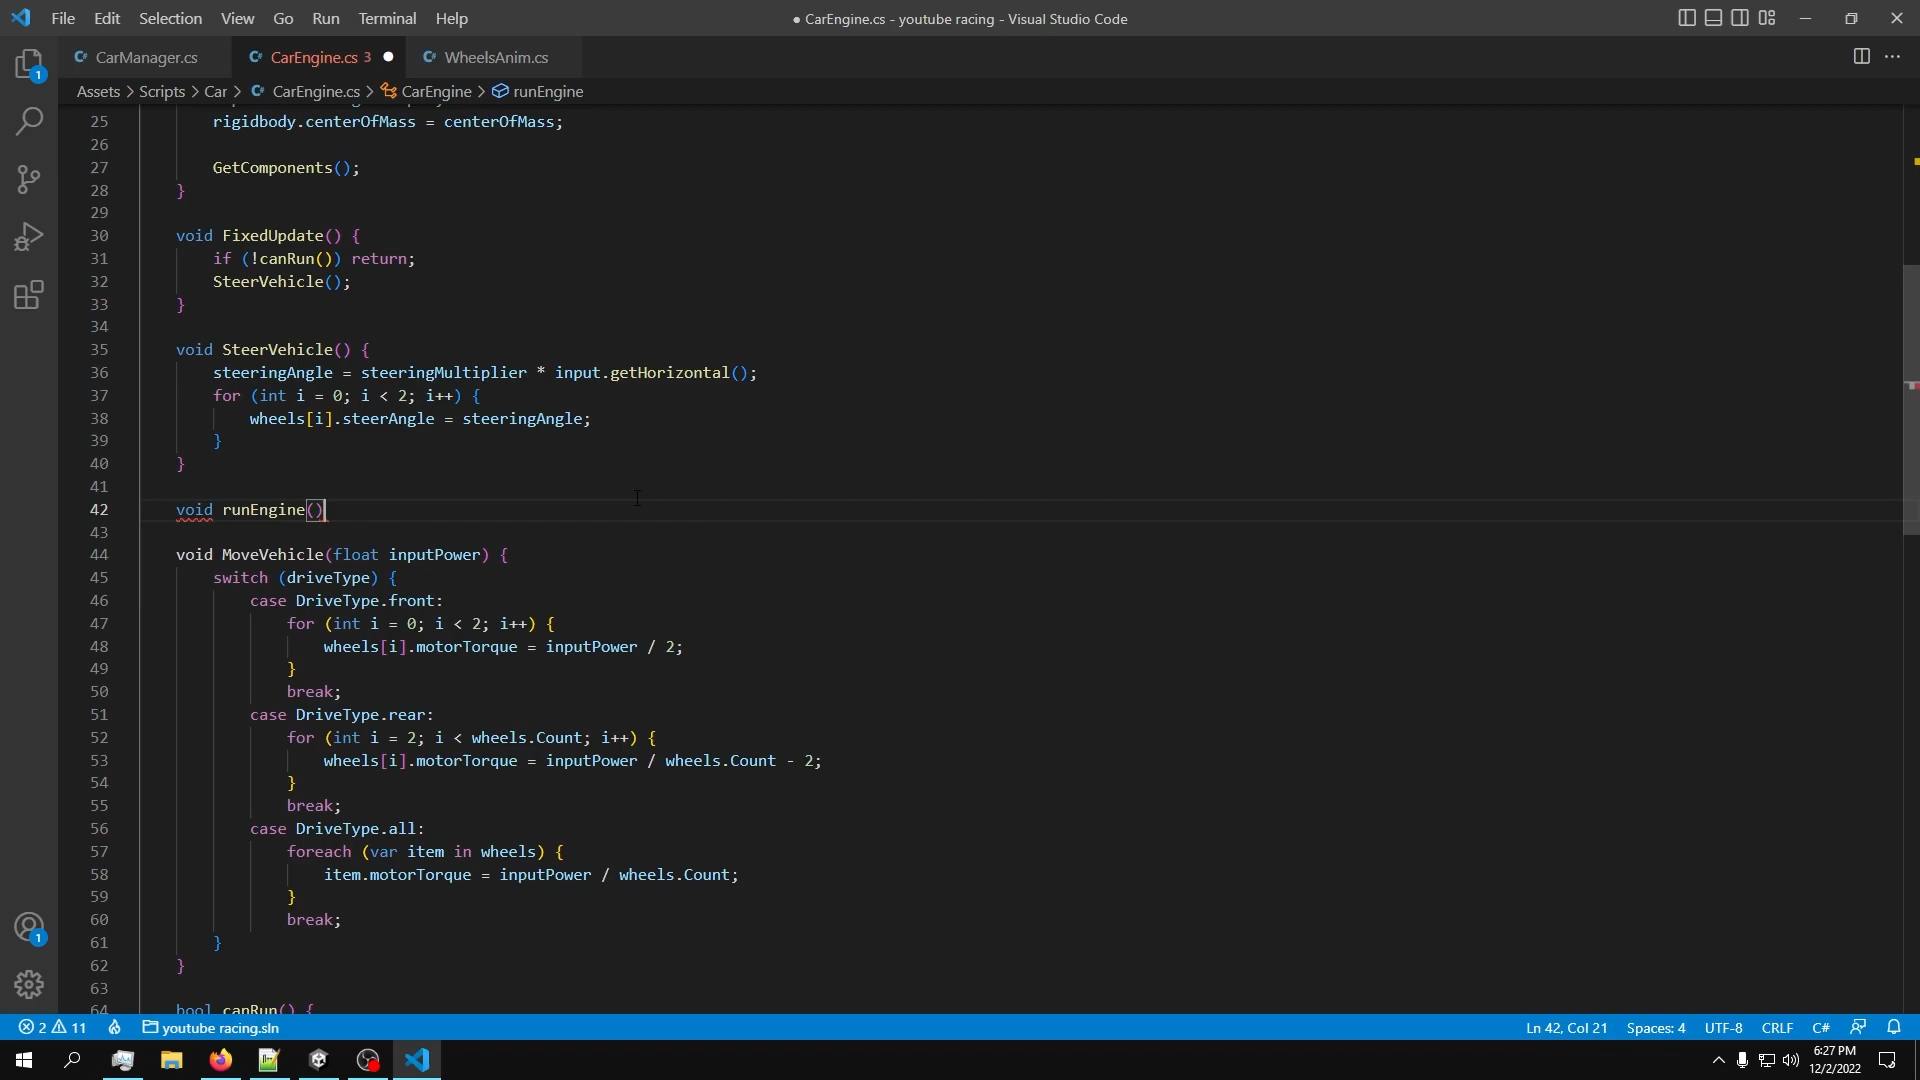 File Edit Selection View Go Run Terminal Help
● CarEngine.cs - youtube racing - Visual Studio Code
CarManager.cs
CarEngine.cs 3
WheelsAnim.cs
Assets > Scripts > Car > CarEngine.cs > CarEngine > runEngine
25 rigidbody.centerOfMass = centerOfMass;
26
27 GetComponents();
28 }
29
30 void FixedUpdate() {
31 if (!canRun()) return;
32 SteerVehicle();
33 }
34
35 void SteerVehicle() {
36 steeringAngle = steeringMultiplier * input.getHorizontal();
37 for (int i = 0; i < 2; i++) {
38 wheels[i].steerAngle = steeringAngle;
39 }
40 }
41
42 void runEngine()
43
44 void MoveVehicle(float inputPower) {
45 switch (driveType) {
46 case DriveType.front:
47 for (int i = 0; i < 2; i++) {
48 wheels[i].motorTorque = inputPower / 2;
49 }
50 break;
51 case DriveType.rear:
52 for (int i = 2; i < wheels.Count; i++) {
53 wheels[i].motorTorque = inputPower / wheels.Count - 2;
54 }
55 break;
56 case DriveType.all:
57 foreach (var item in wheels) {
58 item.motorTorque = inputPower / wheels.Count;
59 }
60 break;
61 }
62 }
63
64 bool canRun() {
1
1
2 11 youtube racing.sln
Ln 42, Col 21 Spaces: 4 UTF-8 CRLF C#
6:27 PM
12/2/2022